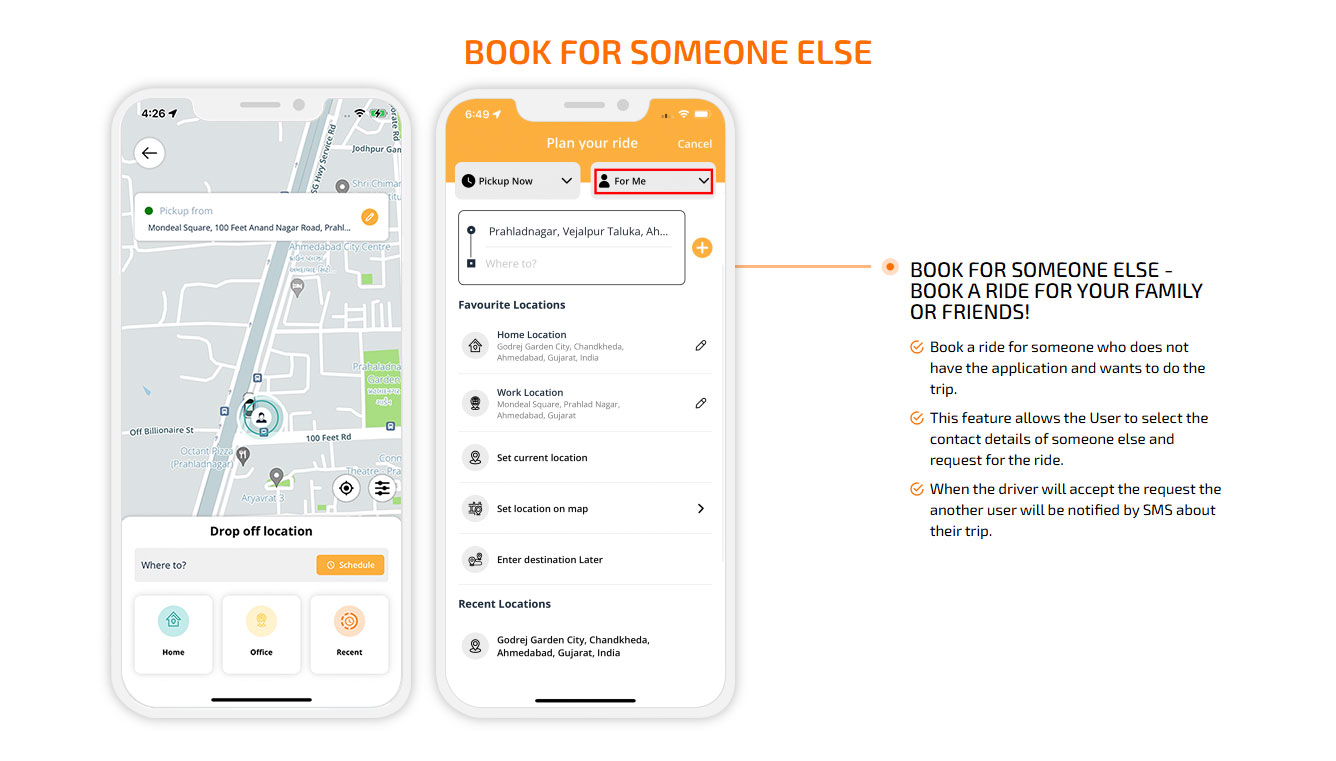 BOOK FOR SOMEONE ELSE
4:26
SG Hwy Service Rd
orate Rd
Jodhpur Gam
Shri Chiman
Pickup from
Mondeal Square, 100 Feet Anand Nagar Road, Prahl...
Ahmedabad City Centre
Prahaladna
Garden
Off Billionaire St
100 Feet Rd
Octant Pizza
(Prahladnagar)
Conn
Theatre - Pra
Aryavrat 3
Drop off location
Where to?
Schedule
Home
Office
Recent
6:49
Plan your ride
Cancel
Pickup Now
For Me
Prahladnagar, Vejalpur Taluka, Ah...
Where to?
Favourite Locations
Home Location
Godrej Garden City, Chandkheda,
Ahmedabad, Gujarat, India
Work Location
Mondeal Square, Prahlad Nagar,
Ahmedabad, Gujarat
Set current location
Set location on map
Enter destination Later
Recent Locations
Godrej Garden City, Chandkheda,
Ahmedabad, Gujarat, India
BOOK FOR SOMEONE ELSE -
BOOK A RIDE FOR YOUR FAMILY
OR FRIENDS!
Book a ride for someone who does not
have the application and wants to do the
trip.
This feature allows the User to select the
contact details of someone else and
request for the ride.
When the driver will accept the request the
another user will be notified by SMS about
their trip.